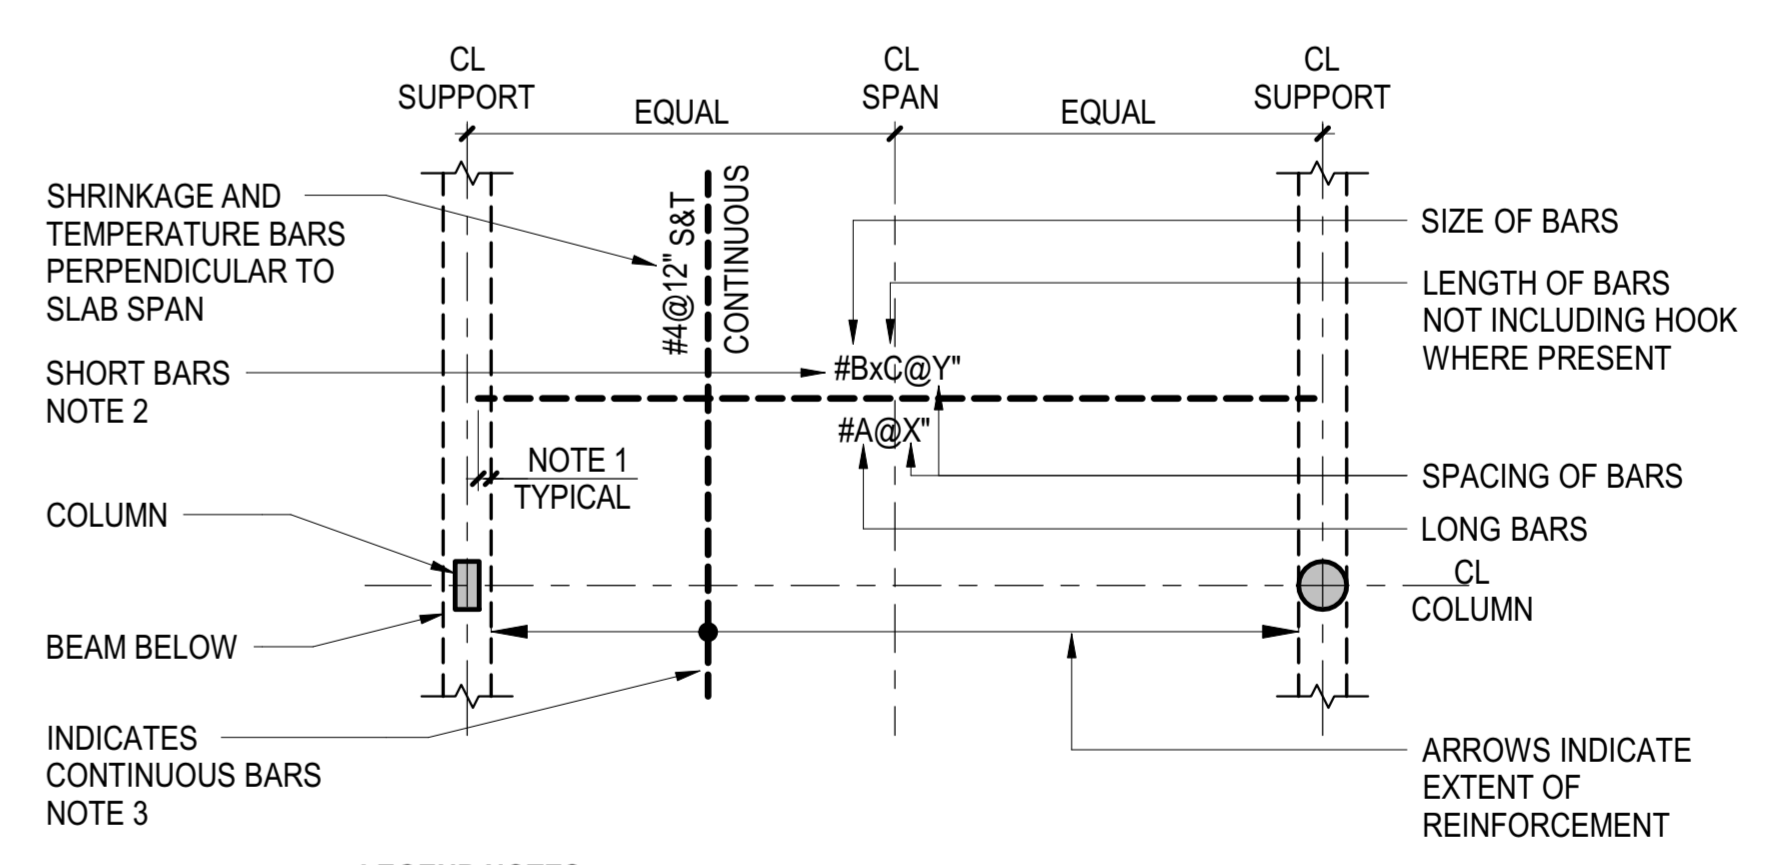 CL
SUPPORT
CL
SPAN
CL
SUPPORT
EQUAL
EQUAL
SHRINKAGE AND
TEMPERATURE BARS
PERPENDICULAR TO
SLAB SPAN
#4@12" S&T
CONTINUOUS
SIZE OF BARS
LENGTH OF BARS
NOT INCLUDING HOOK
WHERE PRESENT
SHORT BARS
NOTE 2
#BxC@Y"
#A@X"
NOTE 1
TYPICAL
SPACING OF BARS
COLUMN
LONG BARS
CL
COLUMN
BEAM BELOW
INDICATES
CONTINUOUS BARS
NOTE 3
ARROWS INDICATE
EXTENT OF
REINFORCEMENT